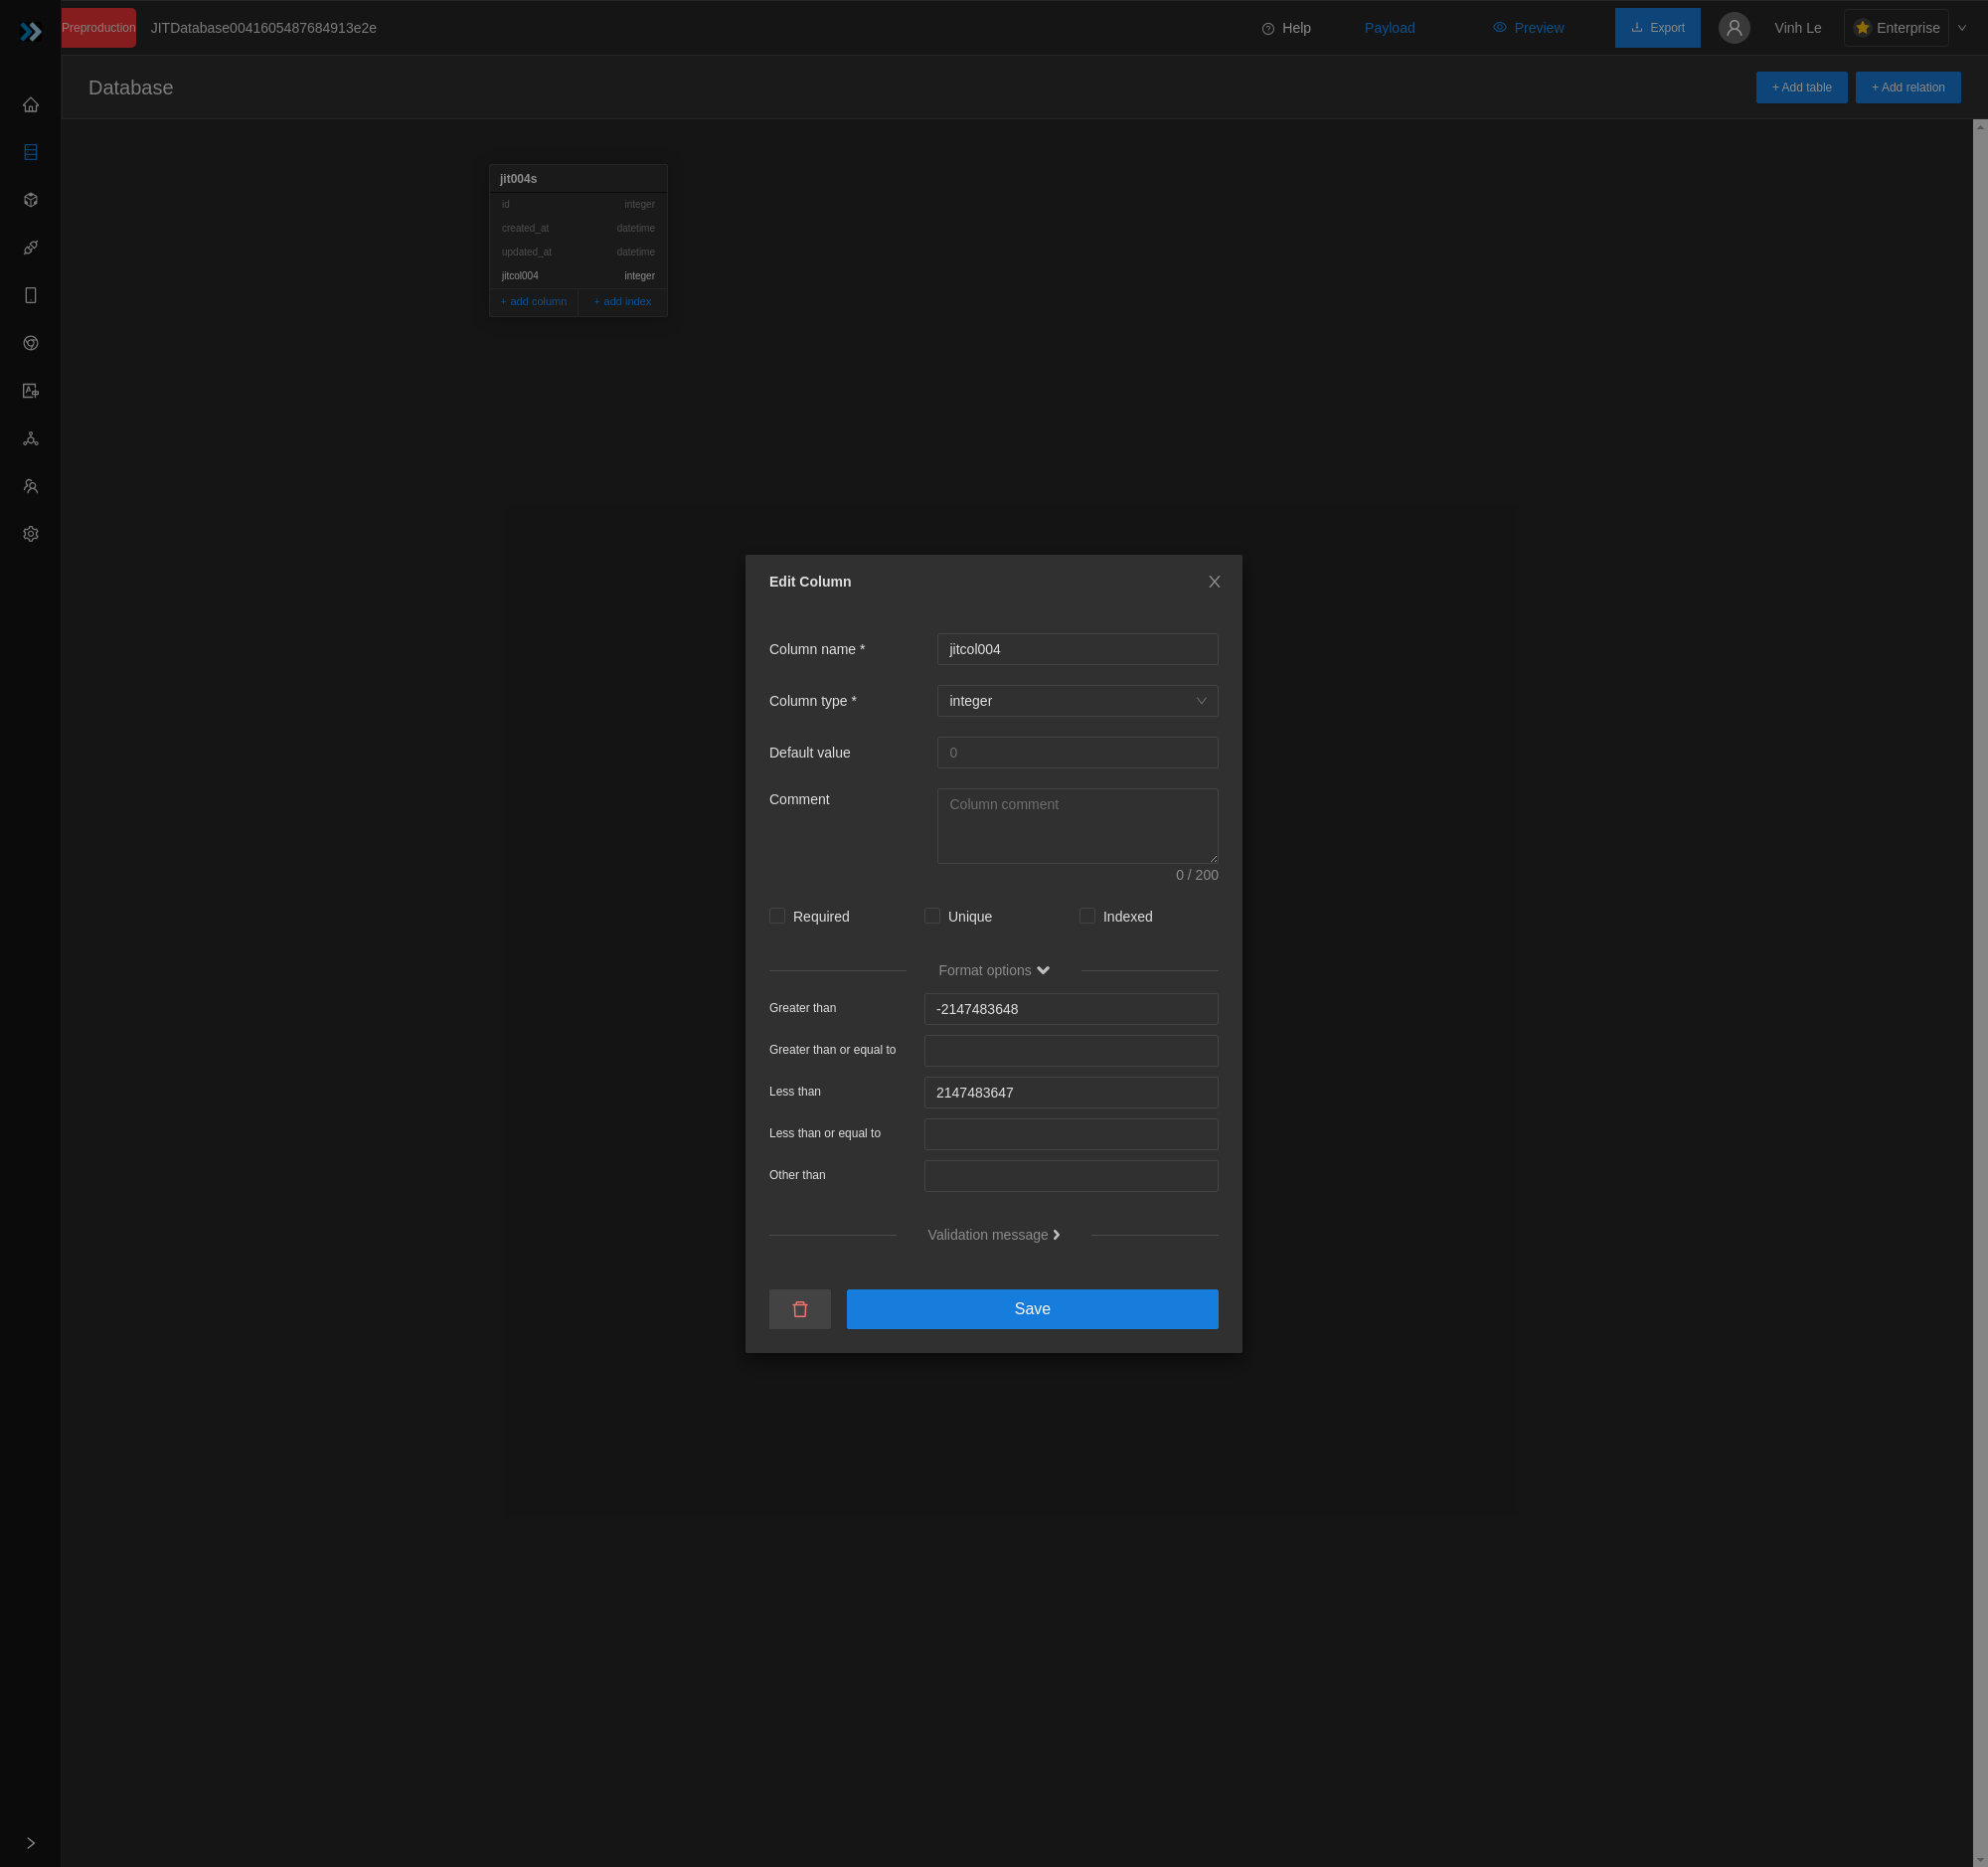 Preproduction JITDatabase0041605487684913e2e Help Payload Preview Export Vinh Le Enterprise
Database + Add table + Add relation
jit004s
id integer
created_at datetime
updated_at datetime
jitcol004 integer
+ add column + add index
Edit Column
Column name * jitcol004
Column type * integer
Default value 0
Comment Column comment
0 / 200
Required Unique Indexed
Format options
Greater than -2147483648
Greater than or equal to
Less than 2147483647
Less than or equal to
Other than
Validation message
Save